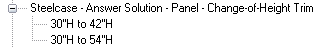 Steelcase - Answer Solution - Panel - Change-of-Height Trim
30"H to 42"H
30"H to 54"H